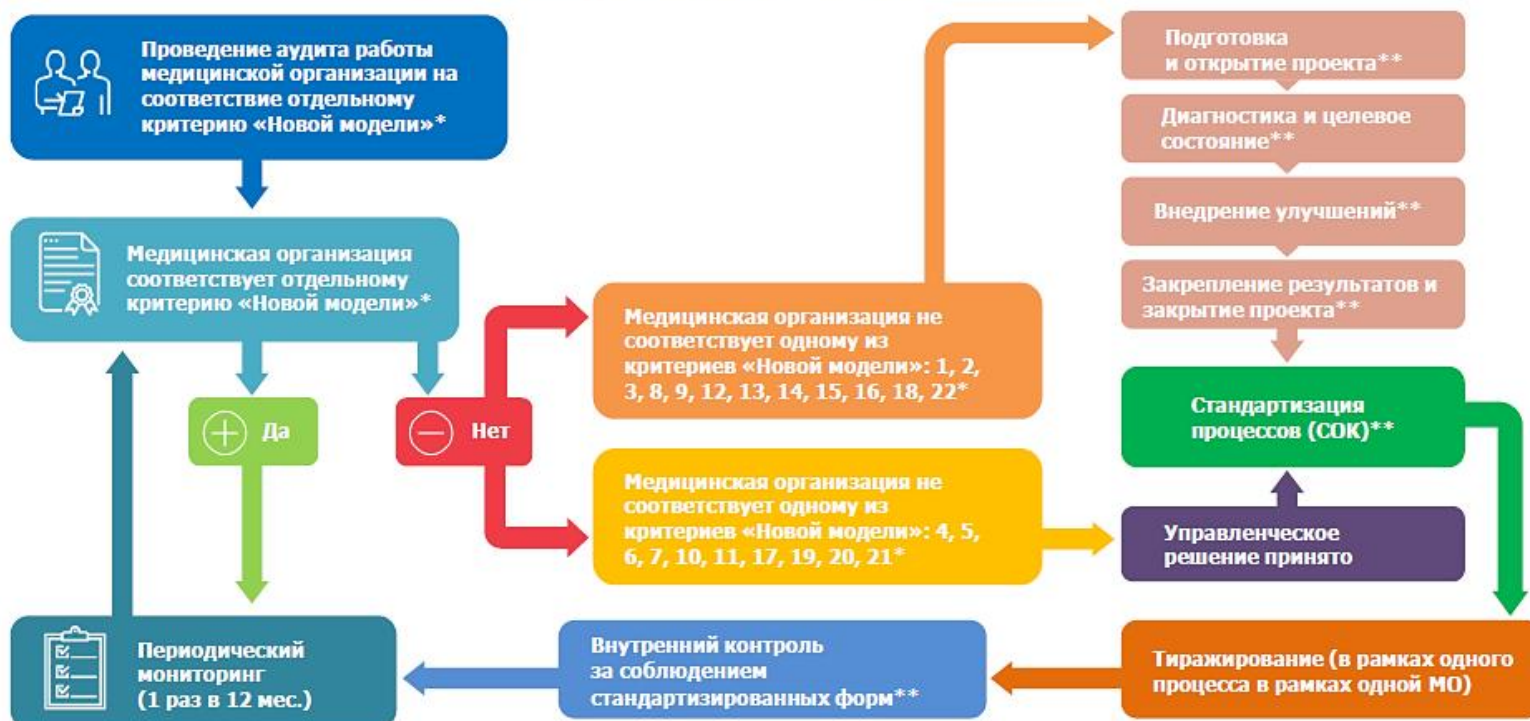 Проведение аудита работы
медицинской организации на
соответствие отдельному
критерию «Новой модели»*
Медицинская организация
соответствует отдельному
критерию «Новой модели»*
Да
Нет
Медицинская организация не
соответствует одному из
критериев «Новой модели»: 1, 2,
3, 8, 9, 12, 13, 14, 15, 16, 18, 22*
Медицинская организация не
соответствует одному из
критериев «Новой модели»: 4, 5,
6, 7, 10, 11, 17, 19, 20, 21*
Подготовка
и открытие проекта**
Диагностика и целевое
состояние**
Внедрение улучшений**
Закрепление результатов и
закрытие проекта**
Стандартизация
процессов (СОК)**
Управленческое
решение принято
Тиражирование (в рамках одного
процесса в рамках одной МО)
Внутренний контроль
за соблюдением
стандартизированных форм**
Периодический
мониторинг
(1 раз в 12 мес.)